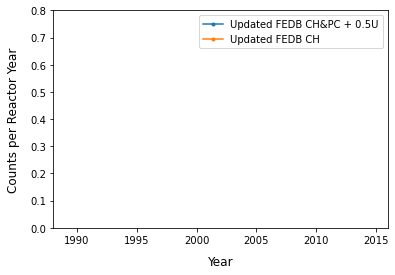 0.8
Updated FEDB CH&PC + 0.5U
Updated FEDB CH
0.7
0.6
0.5
0.4
0.3
0.2
0.1
0.0
Counts per Reactor Year
1990 1995 2000 2005 2010 2015
Year